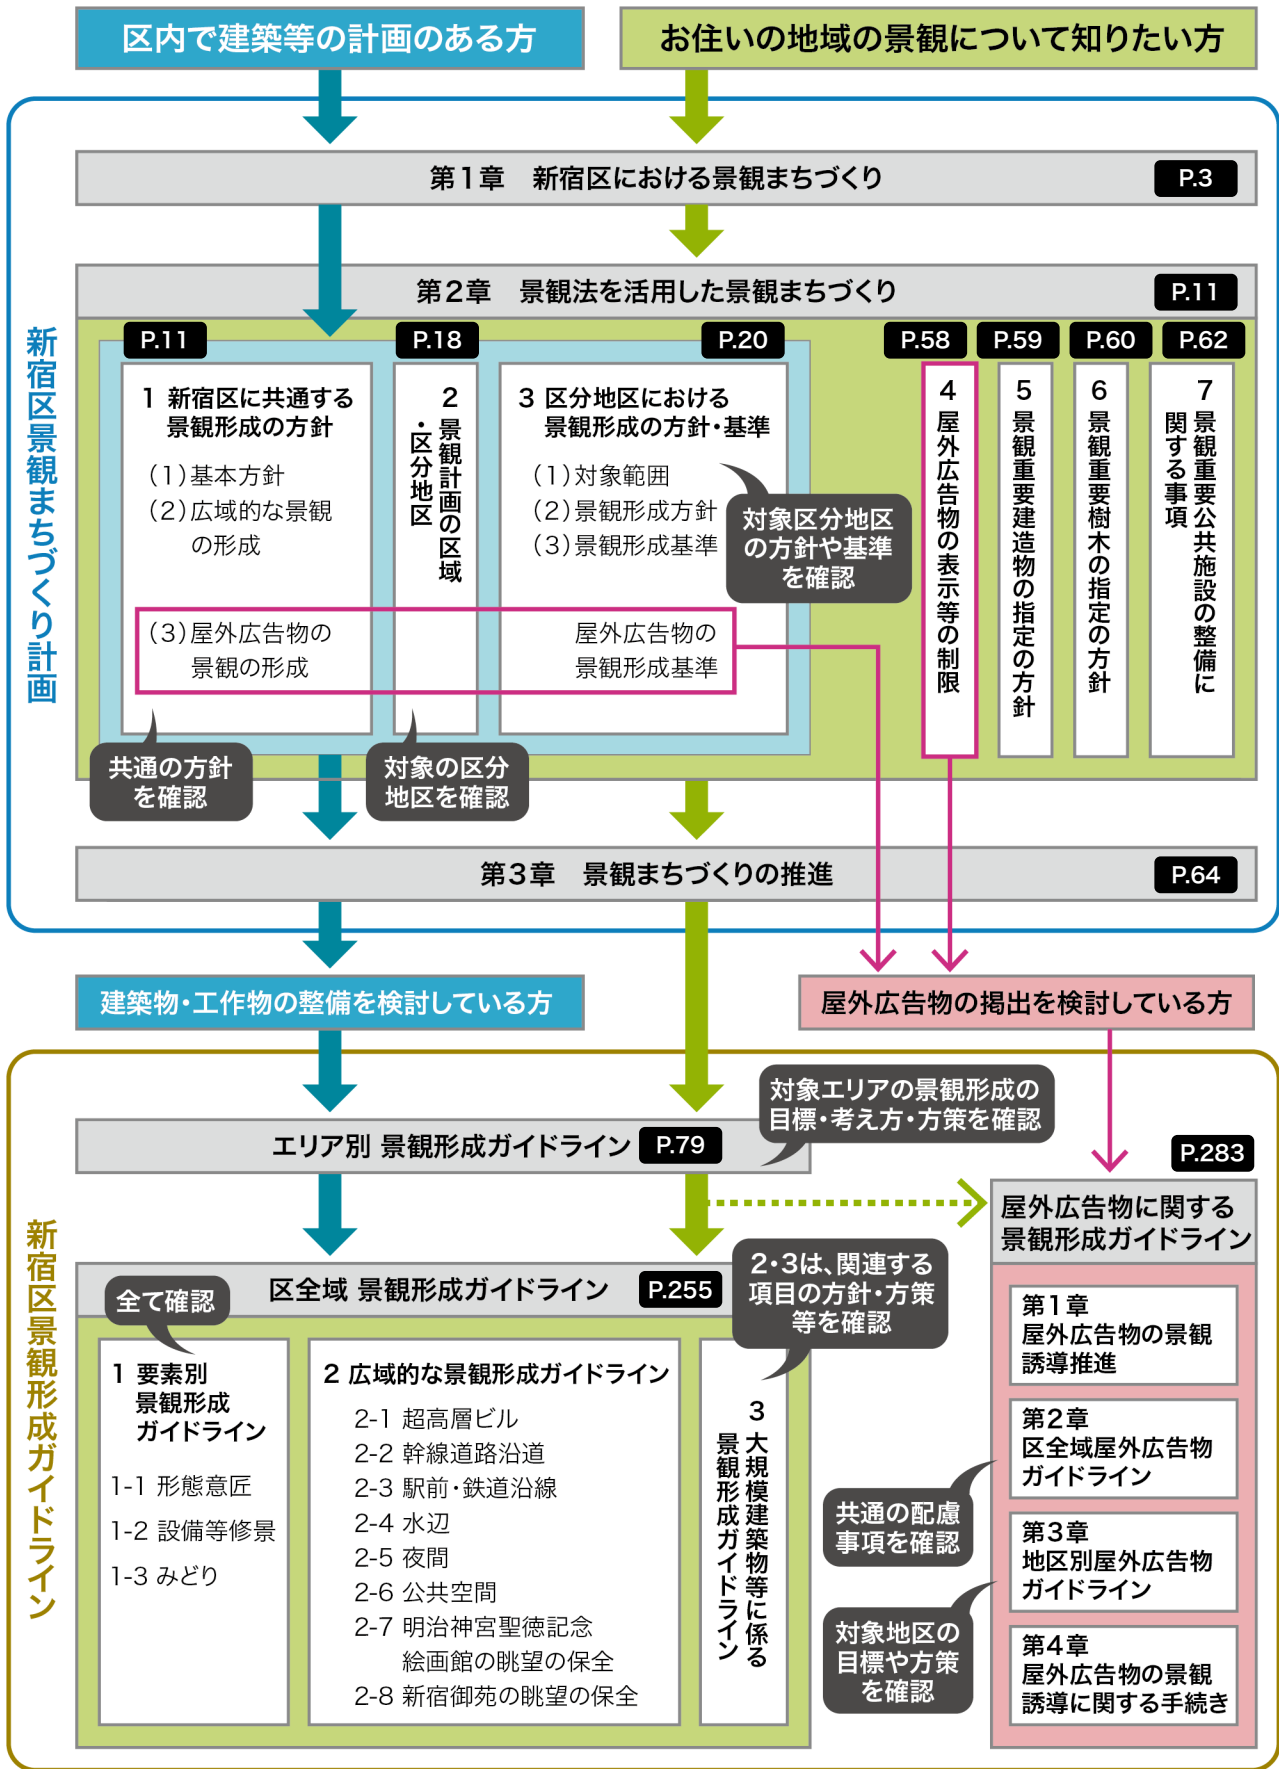 区内で建築等の計画のある方
お住いの地域の景観について知りたい方
新宿区景観まちづくり計画
第1章 新宿区における景観まちづくり
P.3
第2章 景観法を活用した景観まちづくり
P.11
P.11
1 新宿区に共通する
景観形成の方針
(1)基本方針
(2)広域的な景観
の形成
(3)屋外広告物の
景観の形成
共通の方針
を確認
P.18
2 景観計画の区域
・区分地区
対象の区分
地区を確認
P.20
3 区分地区における
景観形成の方針・基準
(1)対象範囲
(2)景観形成方針
(3)景観形成基準
屋外広告物の
景観形成基準
対象区分地区
の方針や基準
を確認
P.58
4 屋外広告物の表示等の制限
P.59
5 景観重要建造物の指定の方針
P.60
6 景観重要樹木の指定の方針
P.62
7 景観重要公共施設の整備に
関する事項
第3章 景観まちづくりの推進
P.64
建築物・工作物の整備を検討している方
屋外広告物の掲出を検討している方
新宿区景観形成ガイドライン
エリア別 景観形成ガイドライン
P.79
対象エリアの景観形成の
目標・考え方・方策を確認
区全域 景観形成ガイドライン
P.255
全て確認
2・3は、関連する
項目の方針・方策
等を確認
1 要素別
景観形成
ガイドライン
1-1 形態意匠
1-2 設備等修景
1-3 みどり
2 広域的な景観形成ガイドライン
2-1 超高層ビル
2-2 幹線道路沿道
2-3 駅前・鉄道沿線
2-4 水辺
2-5 夜間
2-6 公共空間
2-7 明治神宮聖徳記念
絵画館の眺望の保全
2-8 新宿御苑の眺望の保全
3 大規模建築物等に係る
景観形成ガイドライン
P.283
屋外広告物に関する
景観形成ガイドライン
第1章
屋外広告物の景観
誘導推進
第2章
区全域屋外広告物
ガイドライン
共通の配慮
事項を確認
第3章
地区別屋外広告物
ガイドライン
対象地区の
目標や方策
を確認
第4章
屋外広告物の景観
誘導に関する手続き